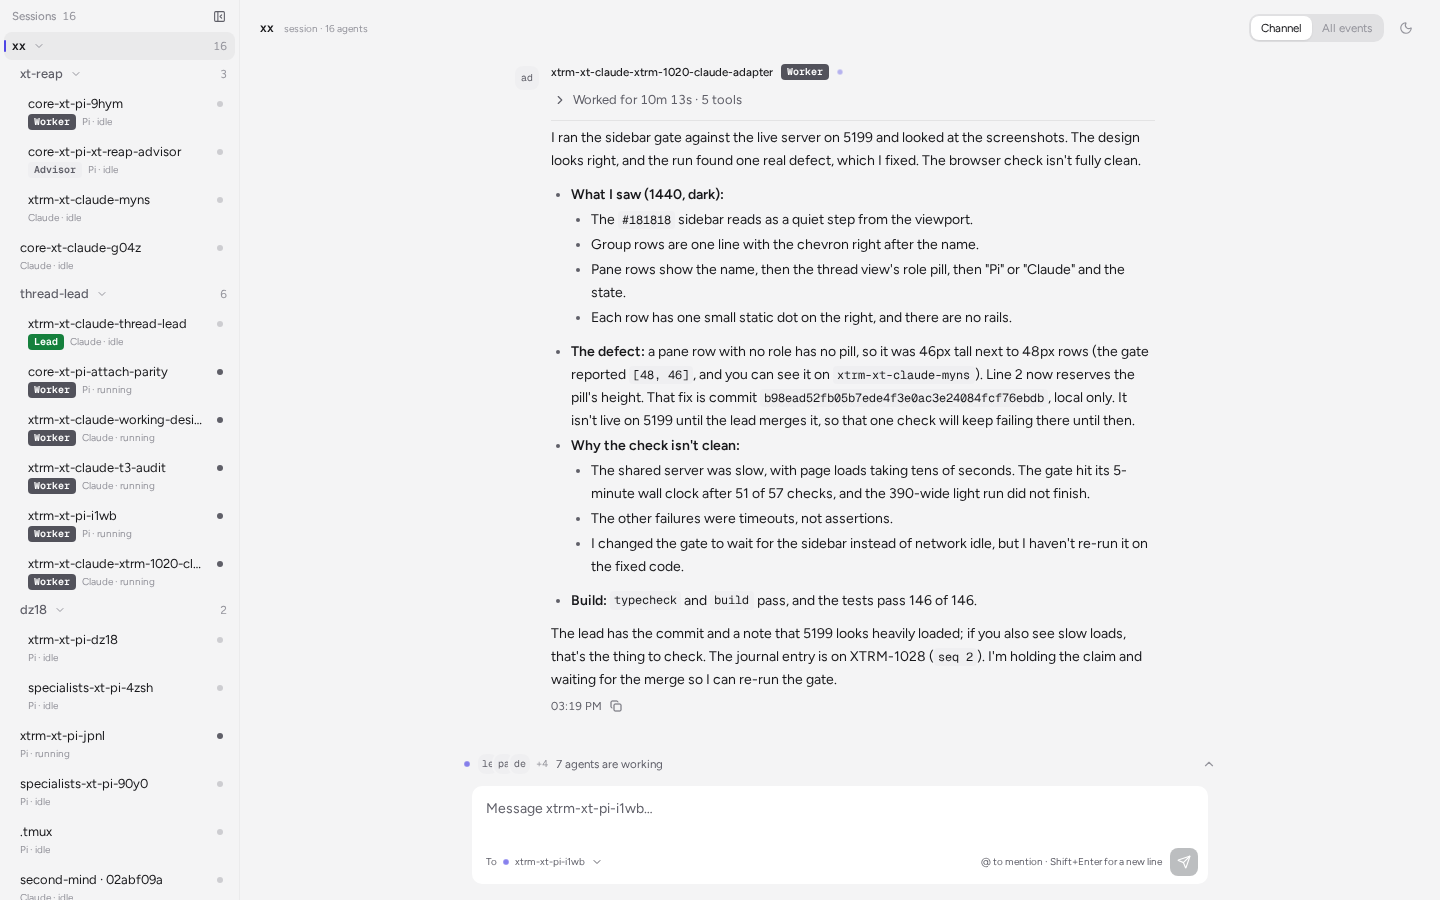 Sessions 16
xx 16
xt-reap 3
core-xt-pi-9hym
Worker Pi · idle
core-xt-pi-xt-reap-advisor
Advisor Pi · idle
xtrm-xt-claude-myns
Claude · idle
core-xt-claude-g04z
Claude · idle
thread-lead 6
xtrm-xt-claude-thread-lead
Lead Claude · idle
core-xt-pi-attach-parity
Worker Pi · running
xtrm-xt-claude-working-desi...
Worker Claude · running
xtrm-xt-claude-t3-audit
Worker Claude · running
xtrm-xt-pi-i1wb
Worker Pi · running
xtrm-xt-claude-xtrm-1020-cl...
Worker Claude · running
dz18 2
xtrm-xt-pi-dz18
Pi · idle
specialists-xt-pi-4zsh
Pi · idle
xtrm-xt-pi-jpnl
Pi · running
specialists-xt-pi-90y0
Pi · idle
.tmux
Pi · idle
second-mind · 02abf09a
Claude · idle
xx session · 16 agents
Channel All events
ad xtrm-xt-claude-xtrm-1020-claude-adapter Worker
Worked for 10m 13s · 5 tools
I ran the sidebar gate against the live server on 5199 and looked at the screenshots. The design
looks right, and the run found one real defect, which I fixed. The browser check isn't fully clean.
• What I saw (1440, dark):
• The #181818 sidebar reads as a quiet step from the viewport.
• Group rows are one line with the chevron right after the name.
• Pane rows show the name, then the thread view's role pill, then "Pi" or "Claude" and the
state.
• Each row has one small static dot on the right, and there are no rails.
• The defect: a pane row with no role has no pill, so it was 46px tall next to 48px rows (the gate
reported [48, 46], and you can see it on xtrm-xt-claude-myns ). Line 2 now reserves the
pill's height. That fix is commit b98ead52fb05b7ede4f3e0ac3e24084fcf76ebdb, local only. It
isn't live on 5199 until the lead merges it, so that one check will keep failing there until then.
• Why the check isn't clean:
• The shared server was slow, with page loads taking tens of seconds. The gate hit its 5-
minute wall clock after 51 of 57 checks, and the 390-wide light run did not finish.
• The other failures were timeouts, not assertions.
• I changed the gate to wait for the sidebar instead of network idle, but I haven't re-run it on
the fixed code.
• Build: typecheck and build pass, and the tests pass 146 of 146.
The lead has the commit and a note that 5199 looks heavily loaded; if you also see slow loads,
that's the thing to check. The journal entry is on XTRM-1028 ( seq 2 ). I'm holding the claim and
waiting for the merge so I can re-run the gate.
03:19 PM
le pa de +4 7 agents are working
Message xtrm-xt-pi-i1wb...
To xtrm-xt-pi-i1wb
@ to mention · Shift+Enter for a new line